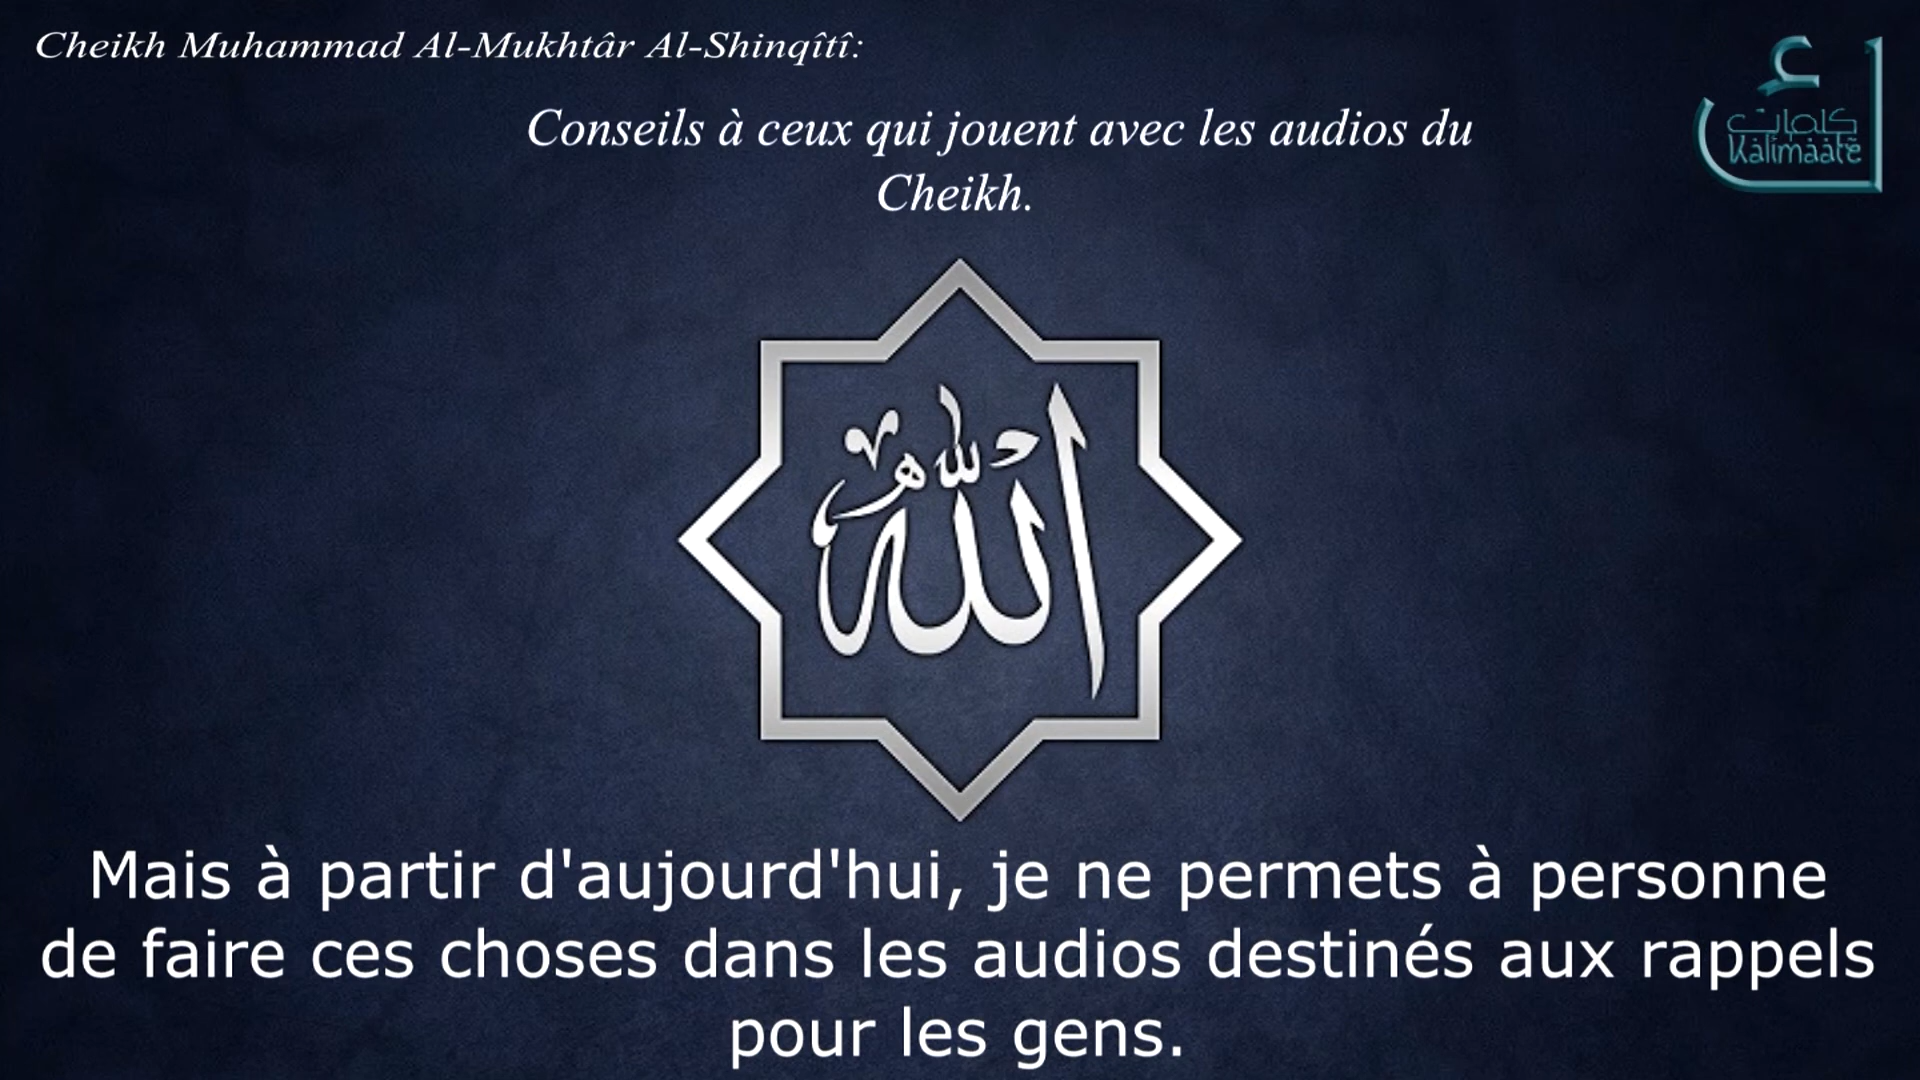 Cheikh Muhammad Al-Mukhtâr Al-Shinqîtî:
كلمات
Kalimaate
Conseils à ceux qui jouent avec les audios du
Cheikh.
الله
Mais à partir d'aujourd'hui, je ne permets à personne
de faire ces choses dans les audios destinés aux rappels
pour les gens.